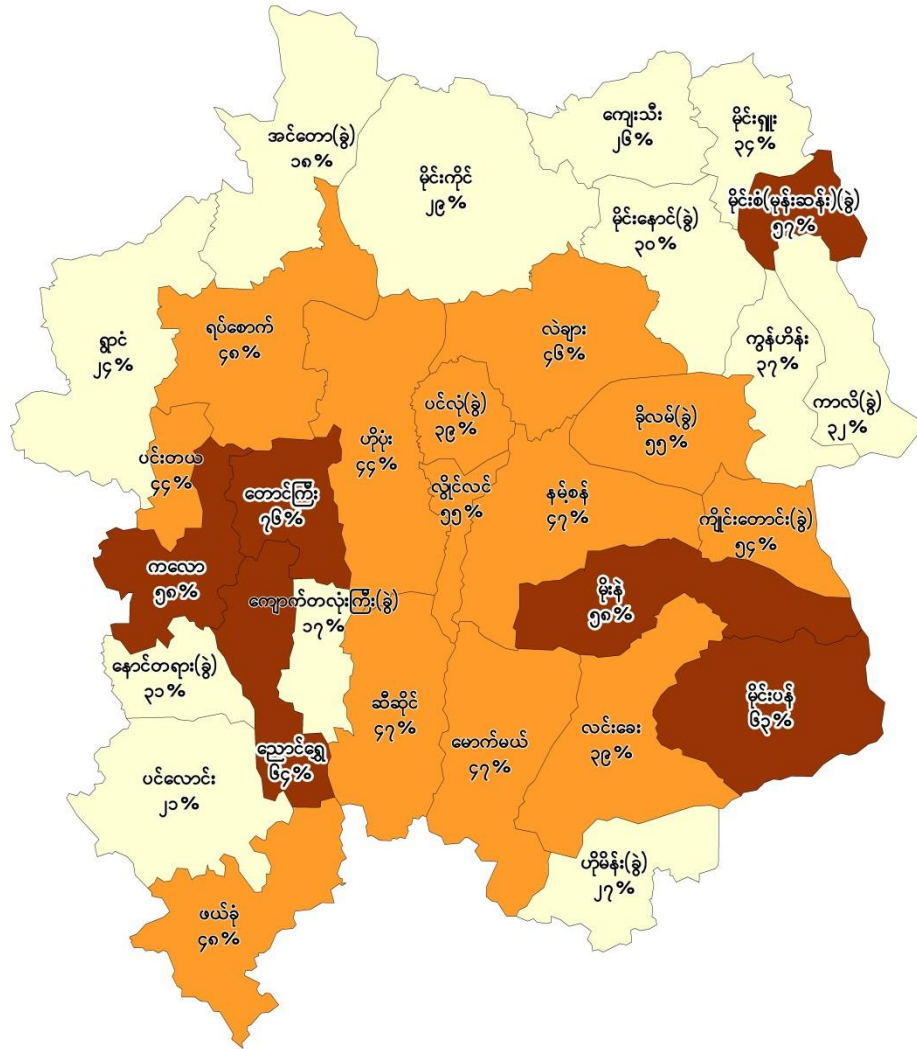 အင်တော(ခွဲ)
၁၈%
မိုင်းကိုင်
၂၉%
ကျေးသီး
၂၆%
မိုင်းရှူး
၃၄%
မိုင်းစံ(မုန်းဆန်း)(ခွဲ)
၅၇%
မိုင်းနောင်(ခွဲ)
၃၀%
ရွာငံ
၂၄%
ရပ်စောက်
၄၈%
လဲချား
၄၆%
ကွန်ဟိန်း
၃၇%
ကာလိ(ခွဲ)
၃၂%
ပင်လုံ(ခွဲ)
၃၉%
ခိုလမ်(ခွဲ)
၅၅%
ပင်းတယ
၄၄%
ဟိုပုံး
၄၄%
တောင်ကြီး
၇၆%
လွိုင်လင်
၅၅%
နမ့်စန်
၄၇%
ကျိုင်းတောင်း(ခွဲ)
၅၄%
ကလော
၅၈%
ကျောက်တလုံးကြီး(ခွဲ)
၁၇%
မိုးနဲ
၅၈%
နောင်တရား(ခွဲ)
၃၁%
ဆီဆိုင်
၄၇%
မိုင်းပန်
၆၃%
ညောင်ရွှေ
၆၄%
မောက်မယ်
၄၇%
လင်းခေး
၃၉%
ပင်လောင်း
၂၁%
ဟိုမိန်း(ခွဲ)
၂၇%
ဖယ်ခုံ
၄၈%